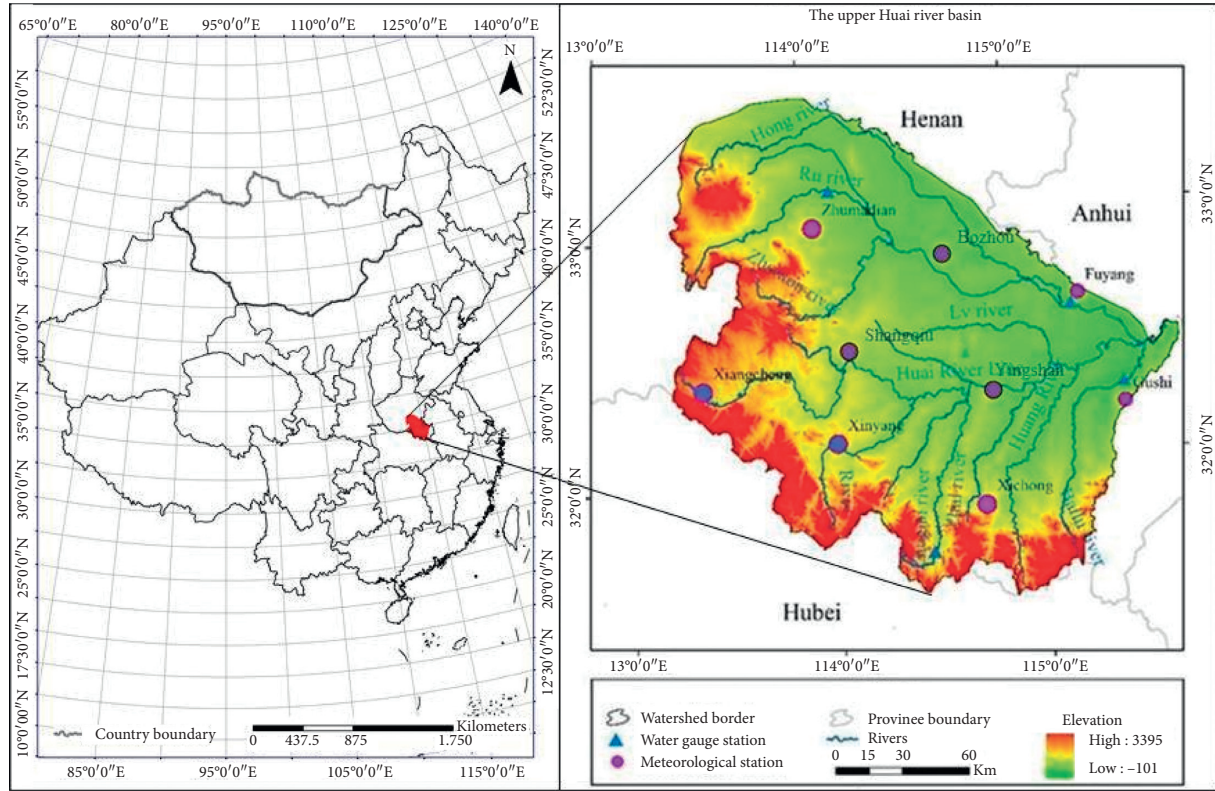 65°0′0″E 80°0′0″E 95°0′0″E 110°0′0″E 125°0′0″E 140°0′0″E
N
55°0′0″N
50°0′0″N
45°0′0″N
40°0′0″N
35°0′0″N
30°0′0″N
25°0′0″N
17°30′0″N
10°0′0″N
52°30′0″N
47°30′0″N
40°0′0″N
35°0′0″N
30°0′0″N
25°0′0″N
20°0′0″N
12°30′0″N
Country boundary
Kilometers
0 437.5 875 1.750
85°0′0″E 95°0′0″E 105°0′0″E 115°0′0″E
The upper Huai river basin
113°0′0″E 114°0′0″E 115°0′0″E
33°0′0″N
32°0′0″N
33°0′0″N
32°0′0″N
Henan
Hong river
Ru river
Zhumadian
Anhui
Bozhou
Fuyang
Lv river
Shangqiu
Huai River
Yingshan
Xiangcheng
Gushi
Xinyang
Xichong
Hubei
113°0′0″E 114°0′0″E 115°0′0″E
Watershed border
Water gauge station
Meteorological station
Provinee boundary
Rivers
0 15 30 60
Km
Elevation
High : 3395
Low : –101